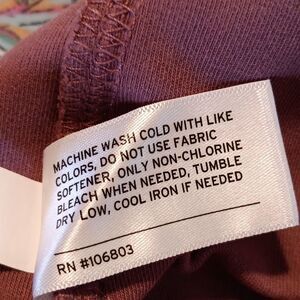 MACHINE WASH COLD WITH LIKE
COLORS, DO NOT USE FABRIC
SOFTENER, ONLY NON-CHLORINE
BLEACH WHEN NEEDED, TUMBLE
DRY LOW, COOL IRON IF NEEDED
RN #106803